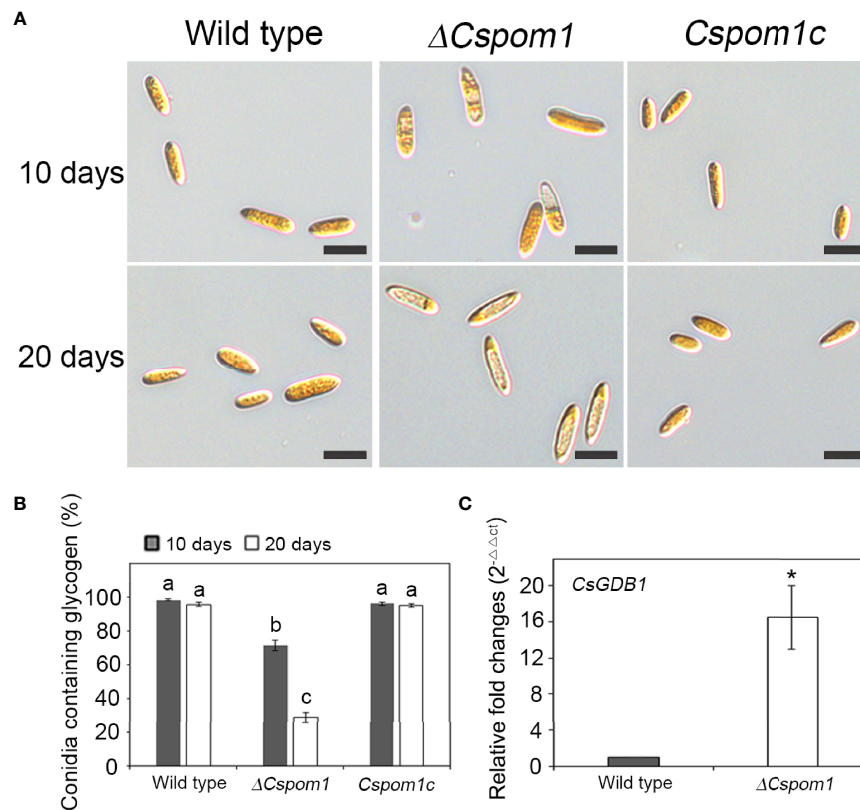 A
Wild type ΔCspom1 Cspom1c
10 days
20 days
B
Conidia containing glycogen (%)
10 days 20 days
100
80
60
40
20
0
a a
b
c
a a
Wild type ΔCspom1 Cspom1c
C
Relative fold changes (2-△△ct)
CsGDB1
20
16
12
8
4
0
*
Wild type ΔCspom1